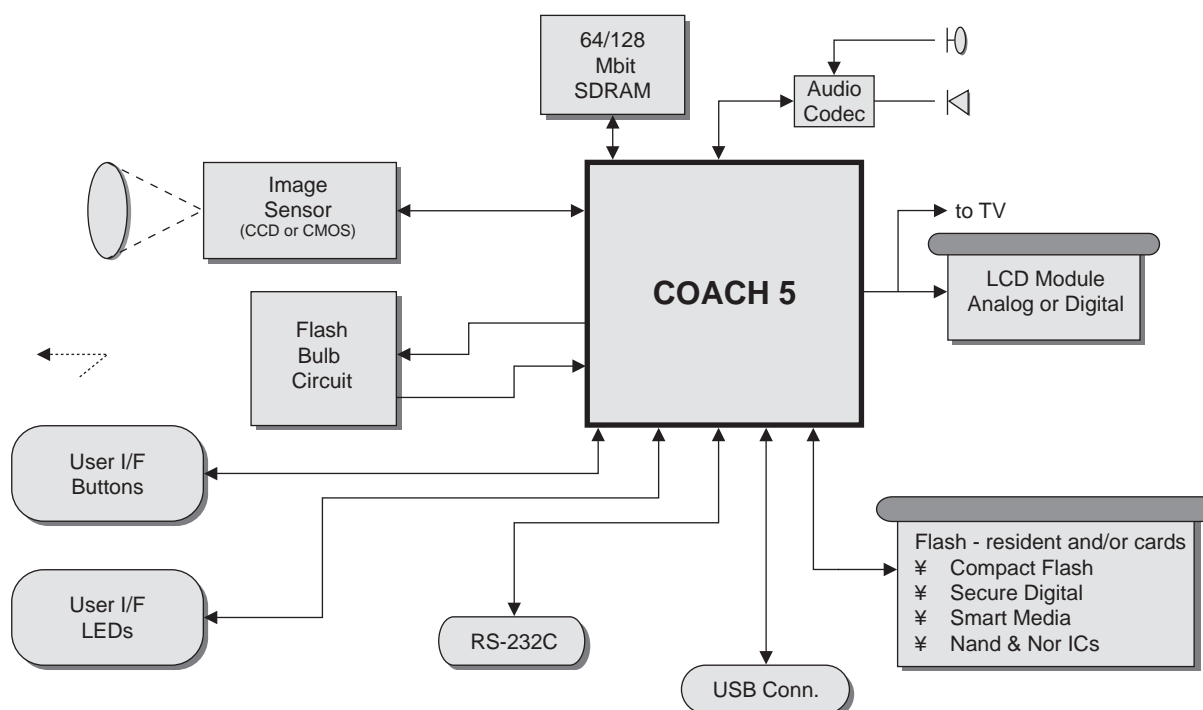 64/128
Mbit
SDRAM
Audio
Codec
Image
Sensor
(CCD or CMOS)
to TV
COACH 5
LCD Module
Analog or Digital
Flash
Bulb
Circuit
User I/F
Buttons
Flash - resident and/or cards
¥ Compact Flash
¥ Secure Digital
¥ Smart Media
¥ Nand & Nor ICs
User I/F
LEDs
RS-232C
USB Conn.